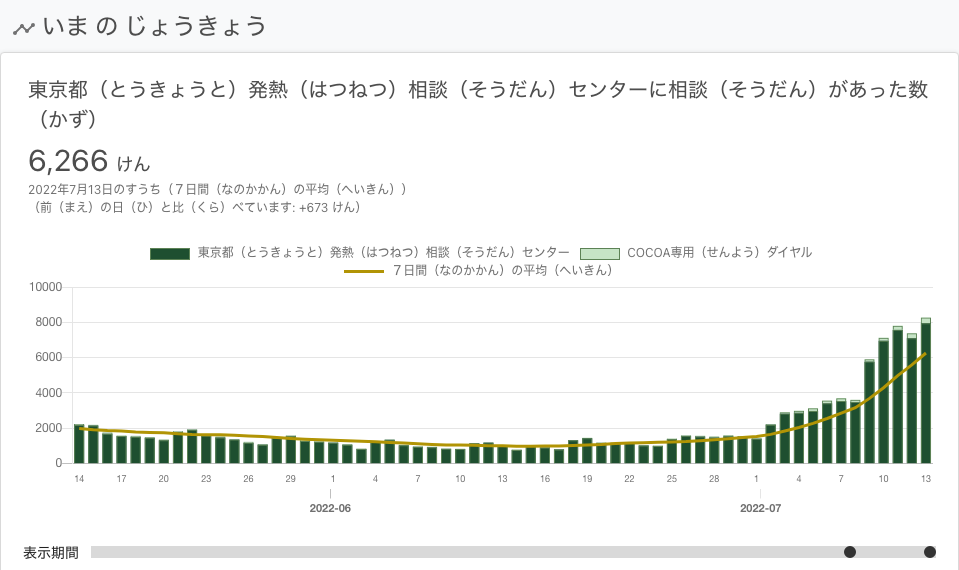 いま の じょうきょう
東京都（とうきょうと）発熱（はつねつ）相談（そうだん）センターに相談（そうだん）があった数
（かず）
6,266 けん
2022年7月13日のすうち（７日間（なのかかん）の平均（へいきん））
（前（まえ）の日（ひ）と比（くら）べています: +673 けん）
東京都（とうきょうと）発熱（はつねつ）相談（そうだん）センター COCOA専用（せんよう）ダイヤル
７日間（なのかかん）の平均（へいきん）
10000
8000
6000
4000
2000
0
14 17 20 23 26 29 1 4 7 10 13 16 19 22 25 28 1 4 7 10 13
2022-06 2022-07
表示期間